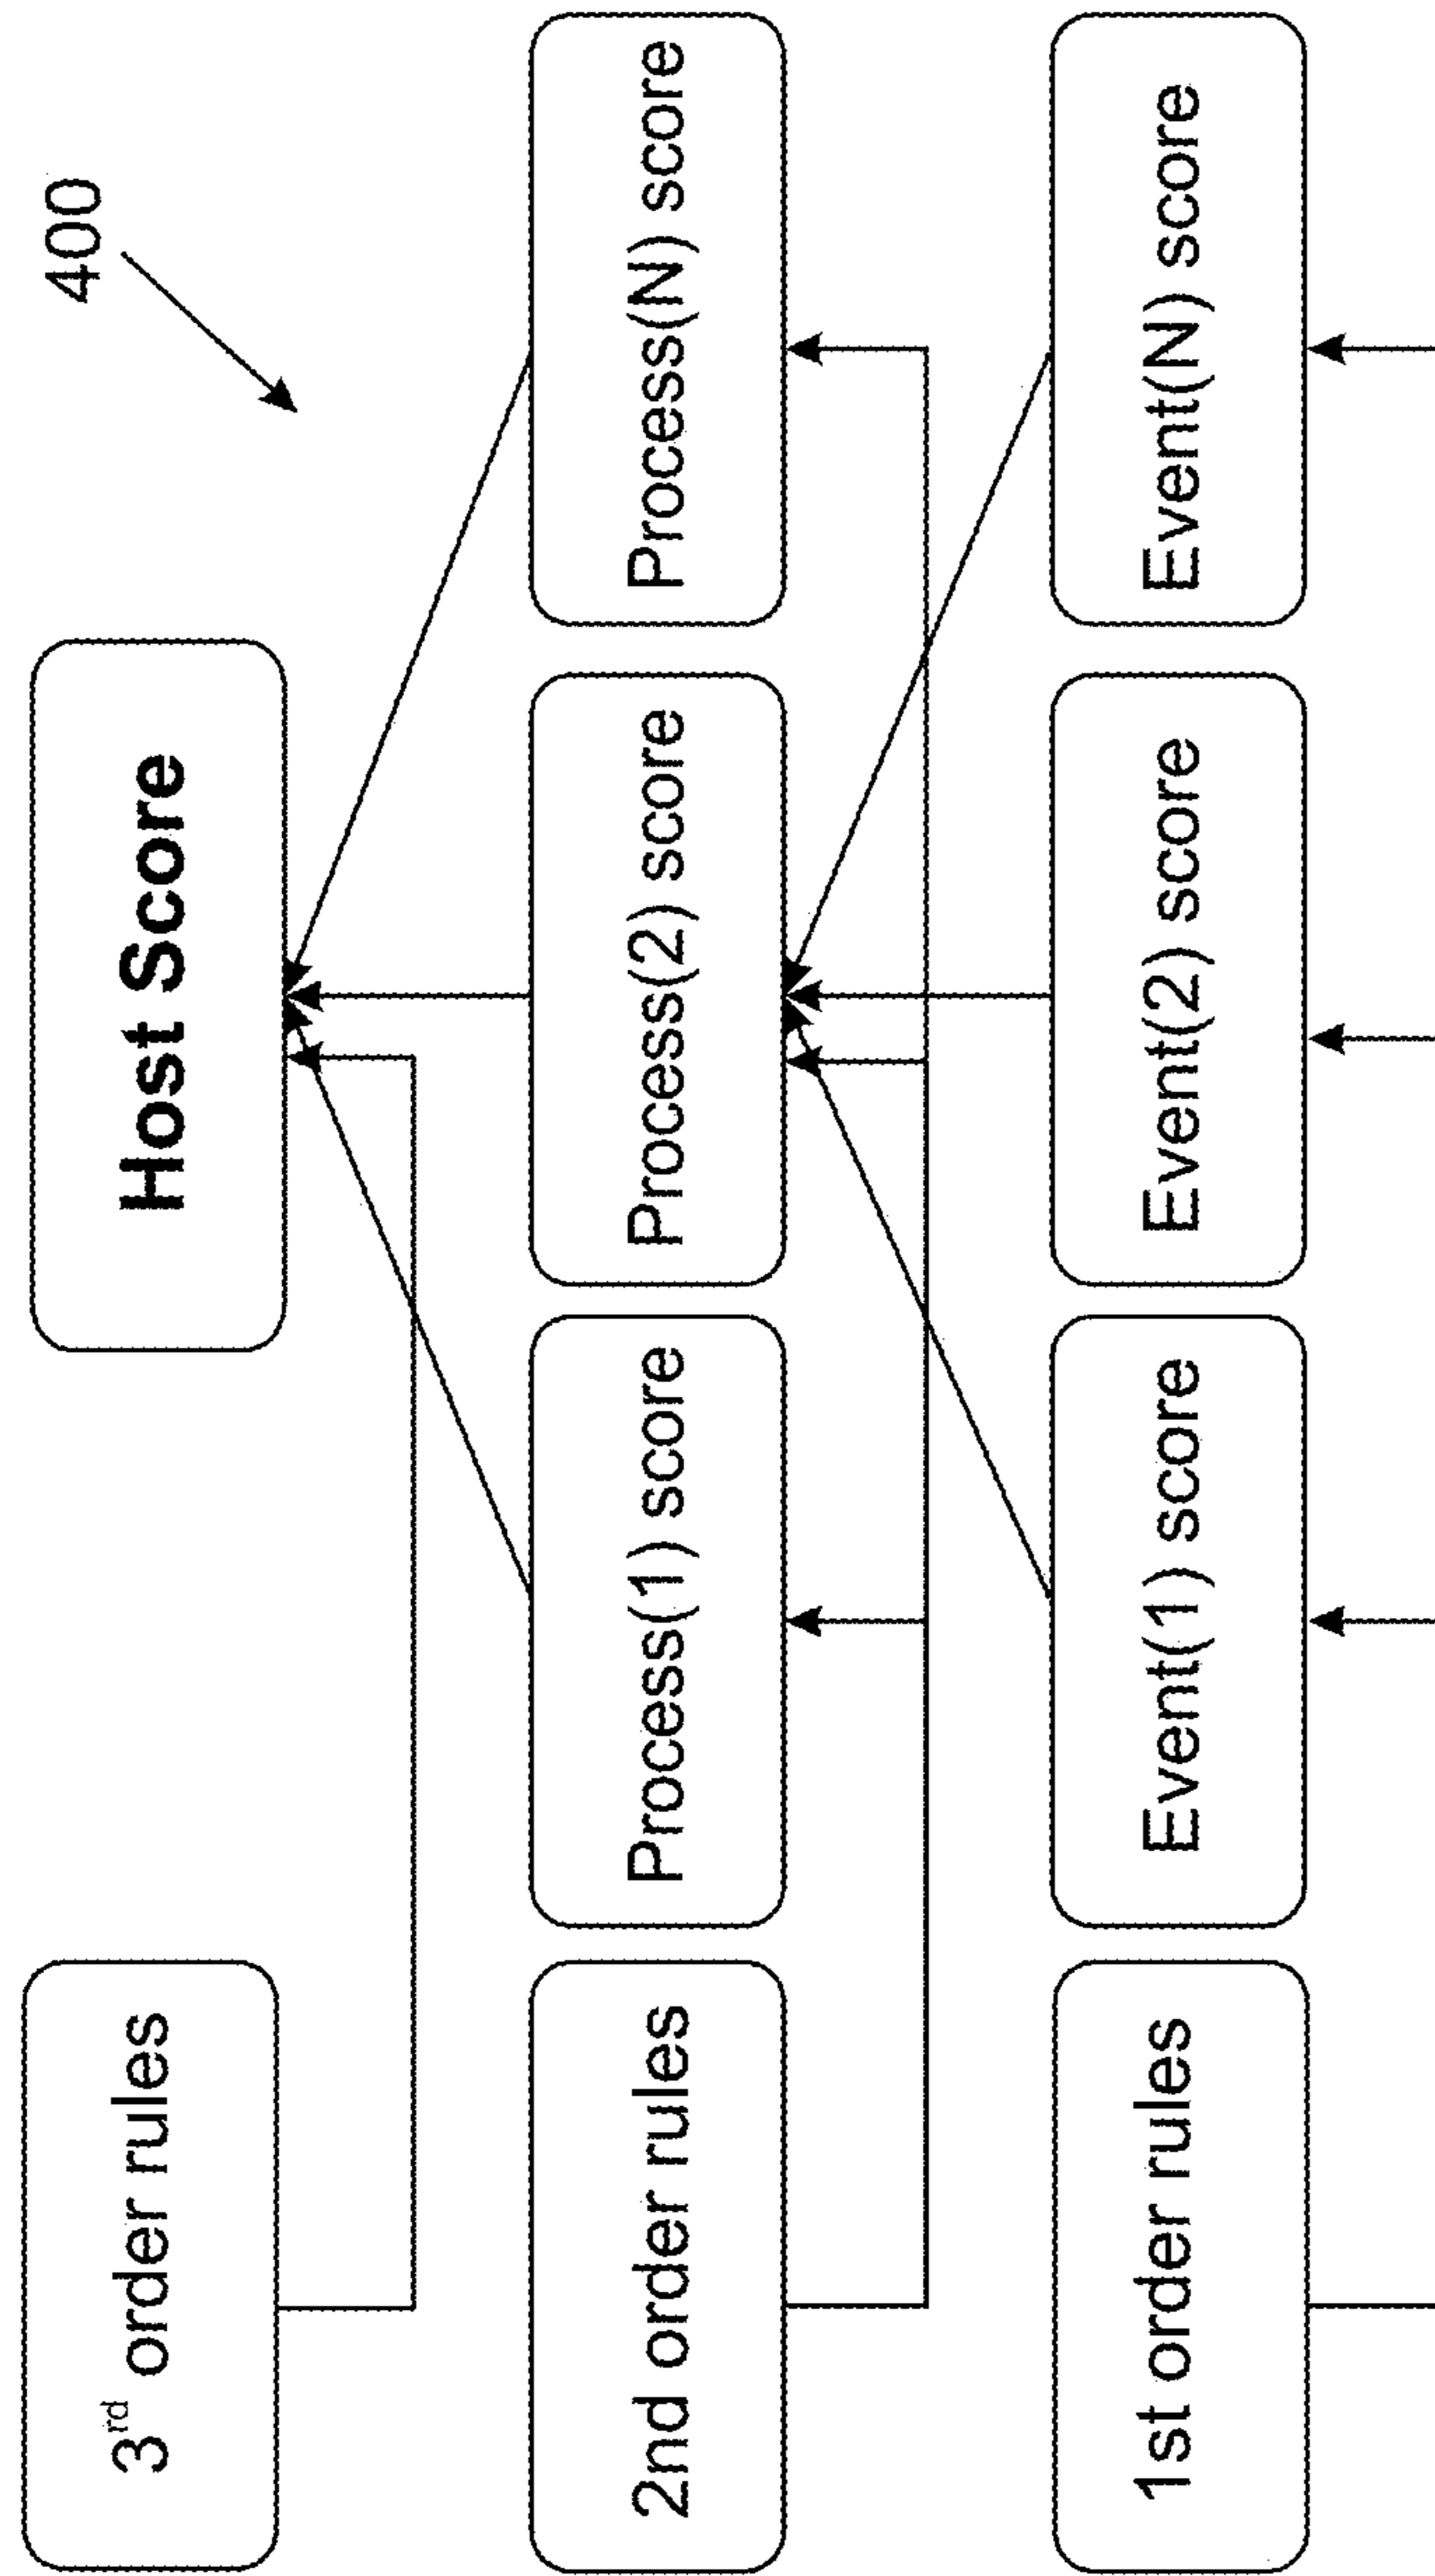 400
3rd order rules
Host Score
2nd order rules
Process(1) score
Process(2) score
Process(N) score
1st order rules
Event(1) score
Event(2) score
Event(N) score